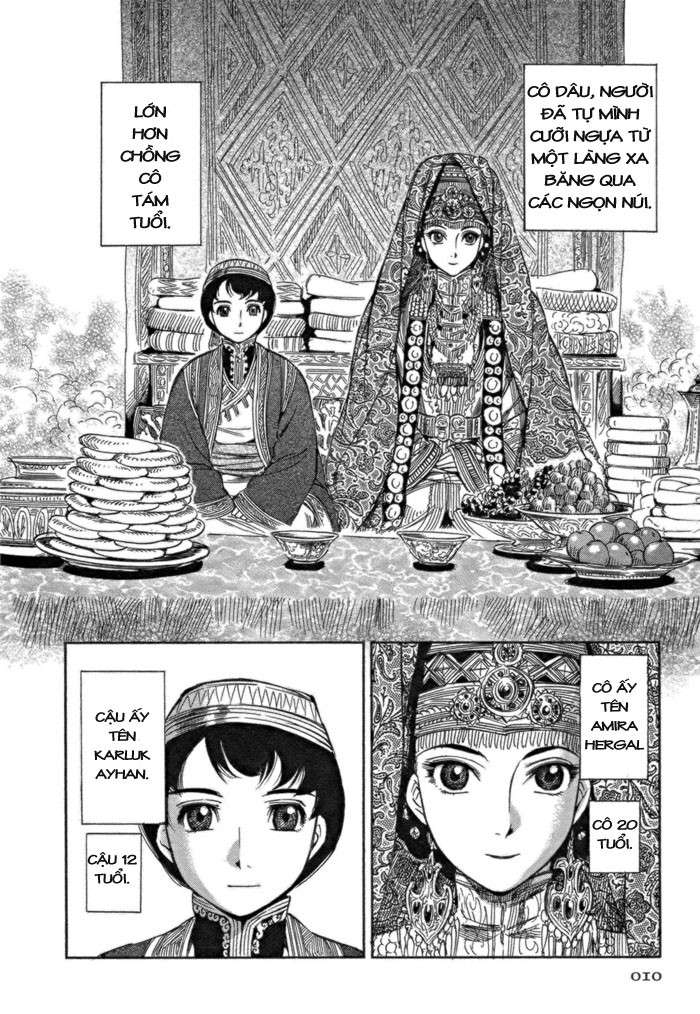 CÔ DÂU, NGƯỜI
ĐÃ TỰ MÌNH
CƯỠI NGỰA TỪ
MỘT LÀNG XA
BĂNG QUA
CÁC NGỌN NÚI.
LỚN
HƠN
CHỒNG
CÔ
TÁM
TUỔI.
CÔ ẤY
TÊN
AMIRA
HERGAL
CÔ 20
TUỔI.
CẬU ẤY
TÊN
KARLUK
AYHAN.
CẬU 12
TUỔI.
010